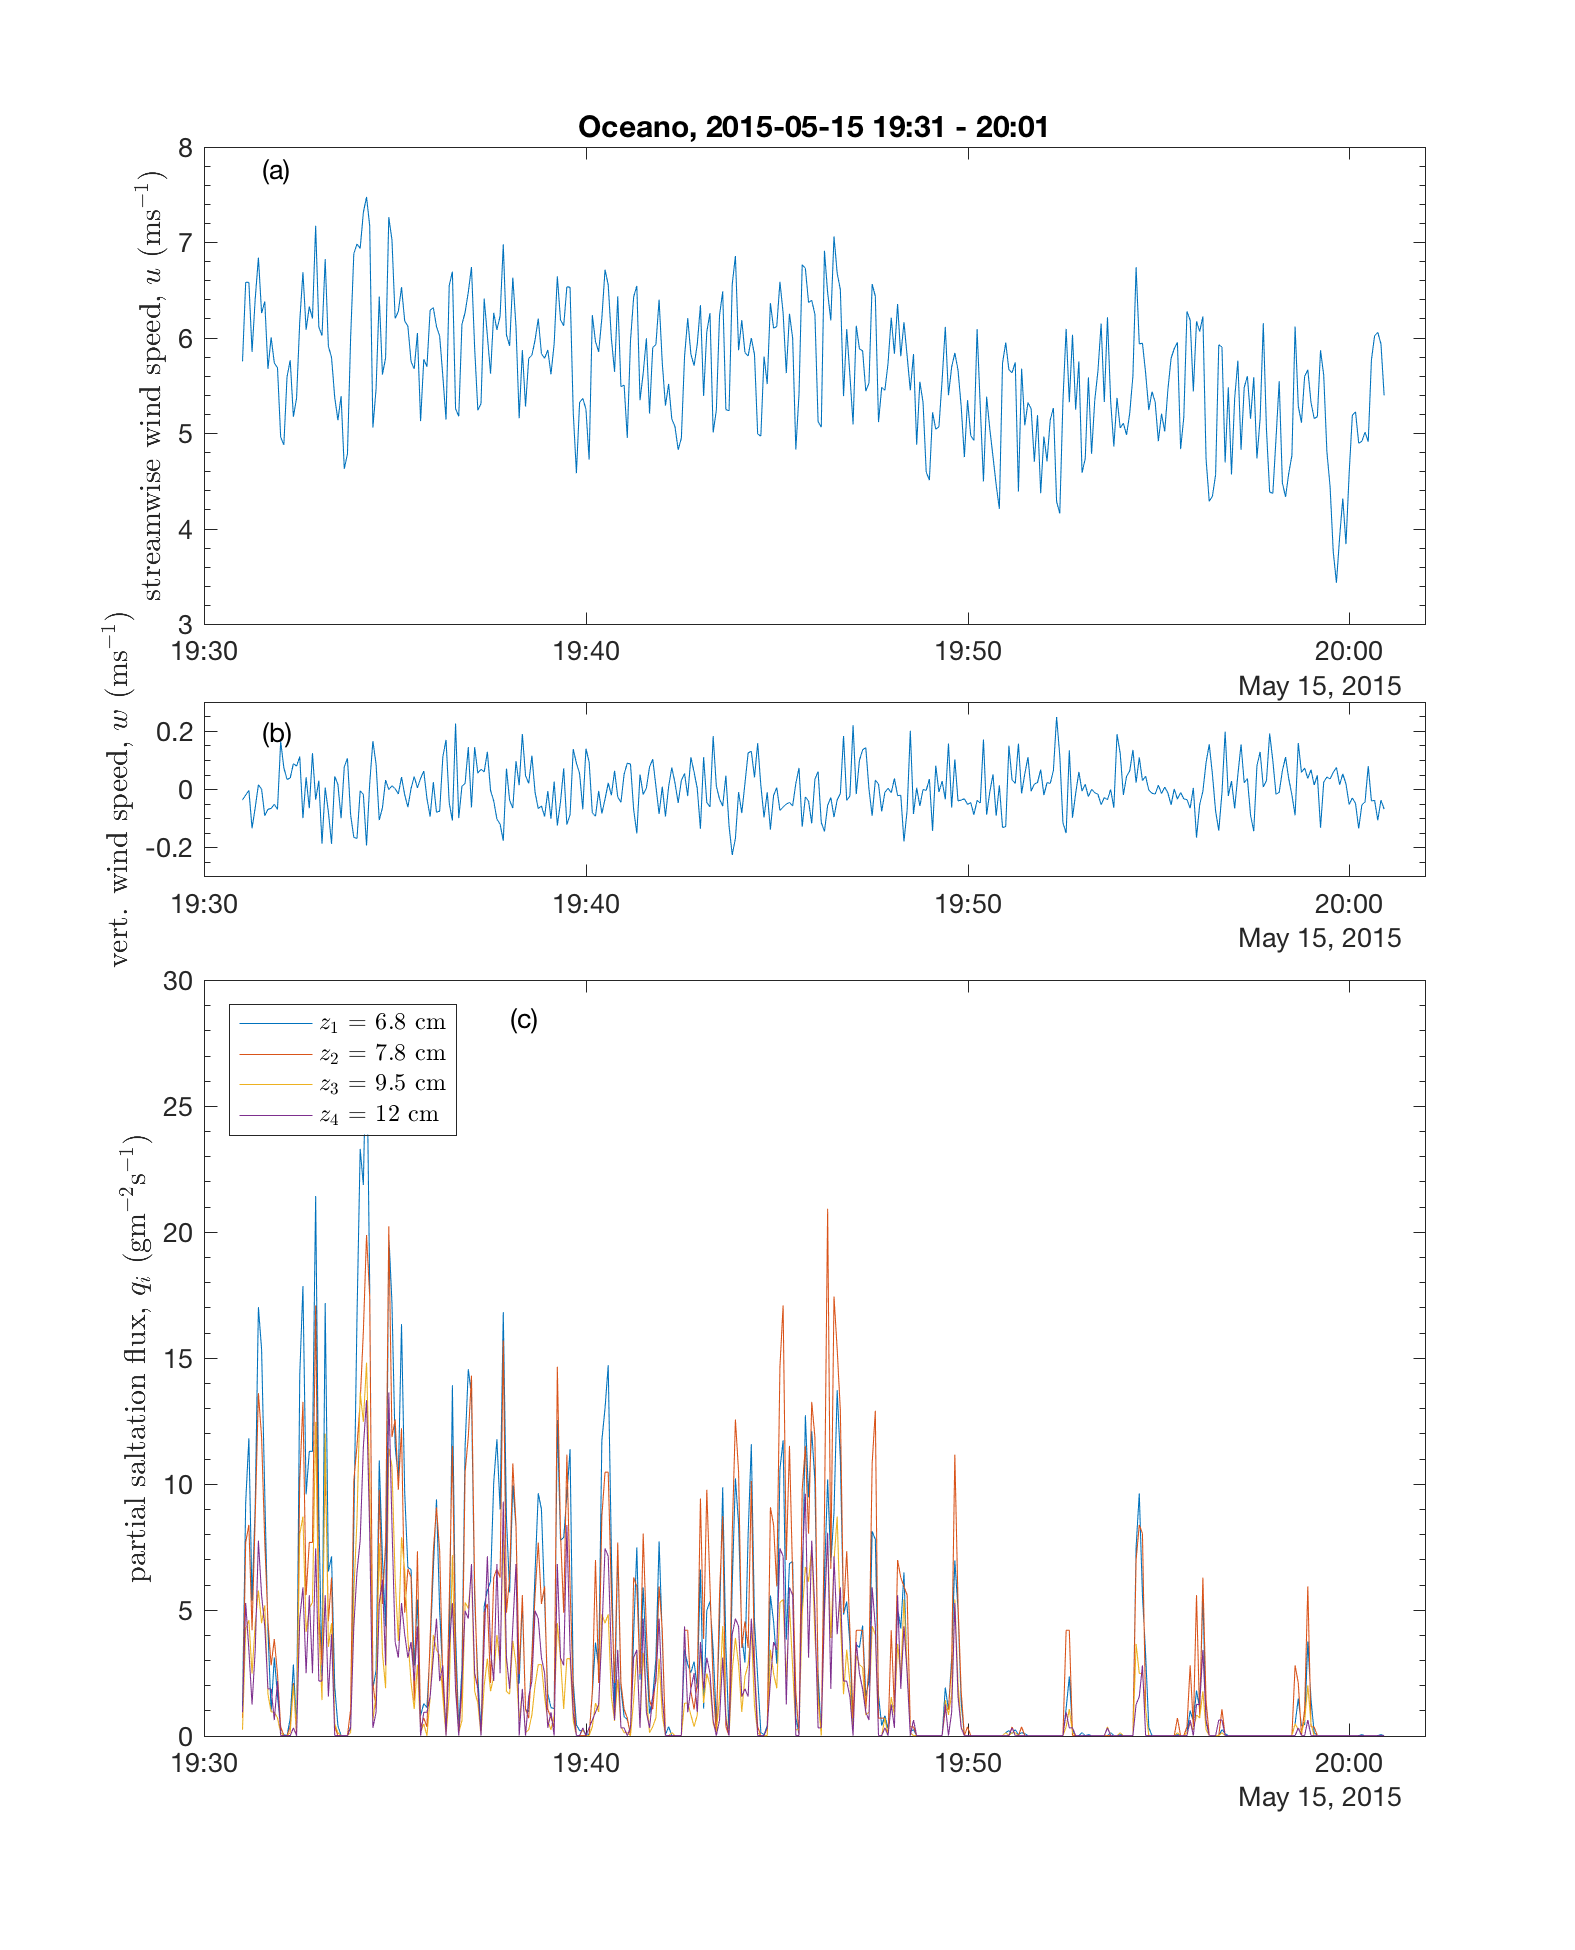 Oceano, 2015-05-15 19:31 - 20:01
(a)
streamwise wind speed, u (ms⁻¹)
8
7
6
5
4
3
19:30 19:40 19:50 20:00
May 15, 2015
(b)
vert. wind speed, w (ms⁻¹)
0.2
0
-0.2
19:30 19:40 19:50 20:00
May 15, 2015
(c)
partial saltation flux, qᵢ (gm⁻²s⁻¹)
30
25
20
15
10
5
0
z₁ = 6.8 cm
z₂ = 7.8 cm
z₃ = 9.5 cm
z₄ = 12 cm
19:30 19:40 19:50 20:00
May 15, 2015